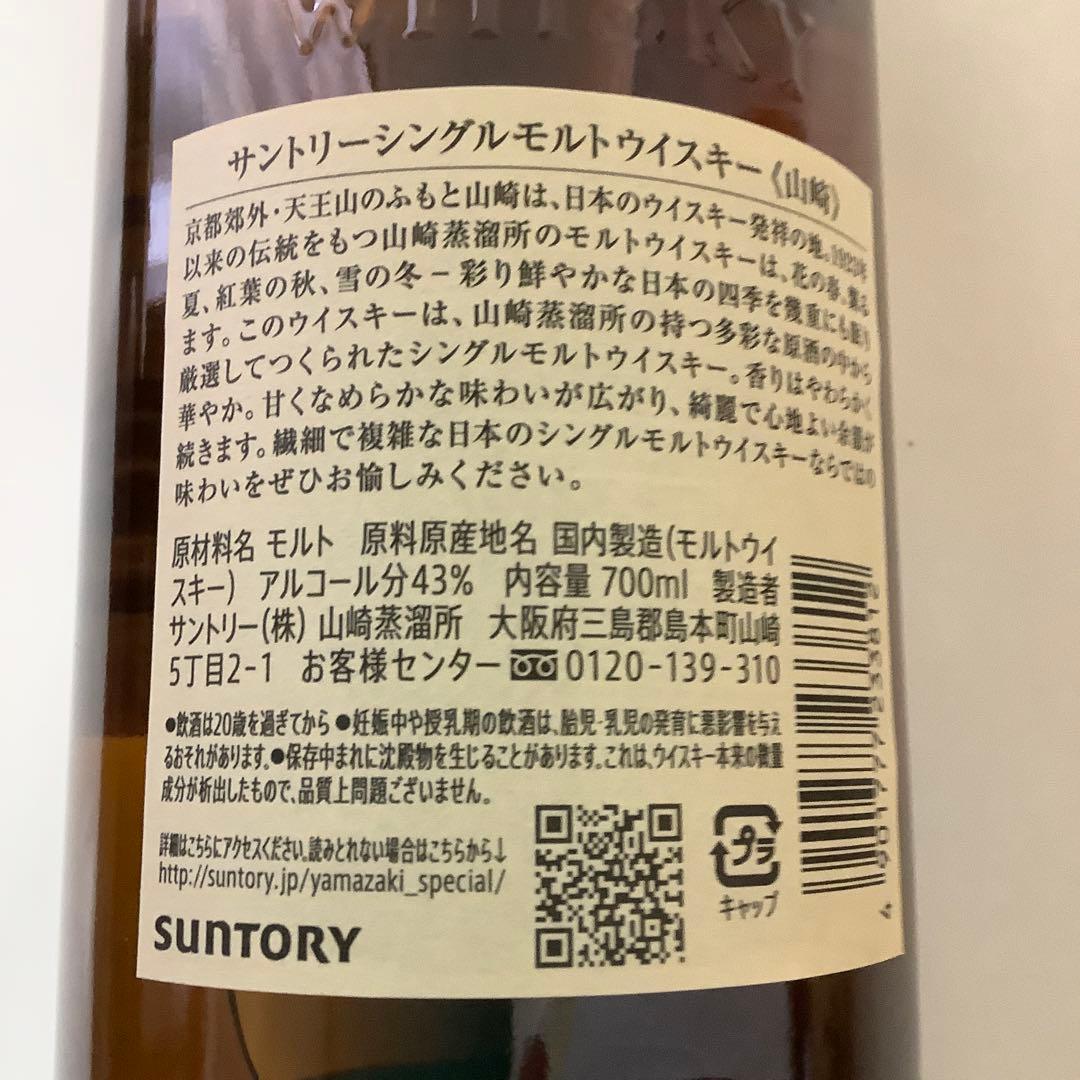 サントリーシングルモルトウイスキー《山崎》
京都郊外・天王山のふもと山崎は、日本のウイスキー発祥の地。1923年
以来の伝統をもつ山崎蒸溜所のモルトウイスキーは、花の春、繁る
夏、紅葉の秋、雪の冬－彩り鮮やかな日本の四季を幾重にも眠り
ます。このウイスキーは、山崎蒸溜所の持つ多彩な原酒の中から
厳選してつくられたシングルモルトウイスキー。香りはやわらかく
華やか。甘くなめらかな味わいが広がり、綺麗で心地よい余韻が
続きます。繊細で複雑な日本のシングルモルトウイスキーならではの
味わいをぜひお愉しみください。
原材料名 モルト 原料原産地名 国内製造(モルトウイ
スキー) アルコール分43% 内容量 700ml 製造者
サントリー(株) 山崎蒸溜所 大阪府三島郡島本町山崎
5丁目2-1 お客様センター 0120-139-310
●飲酒は20歳を過ぎてから ●妊娠中や授乳期の飲酒は、胎児・乳児の発育に悪影響を与え
るおそれがあります。●保存中まれに沈殿物を生じることがあります。これは、ウイスキー本来の微量
成分が析出したもので、品質上問題ございません。
詳細はこちらにアクセスください。読みとれない場合はこちらから↓
http://suntory.jp/yamazaki_special/
SUNTORY
プラ
キャップ